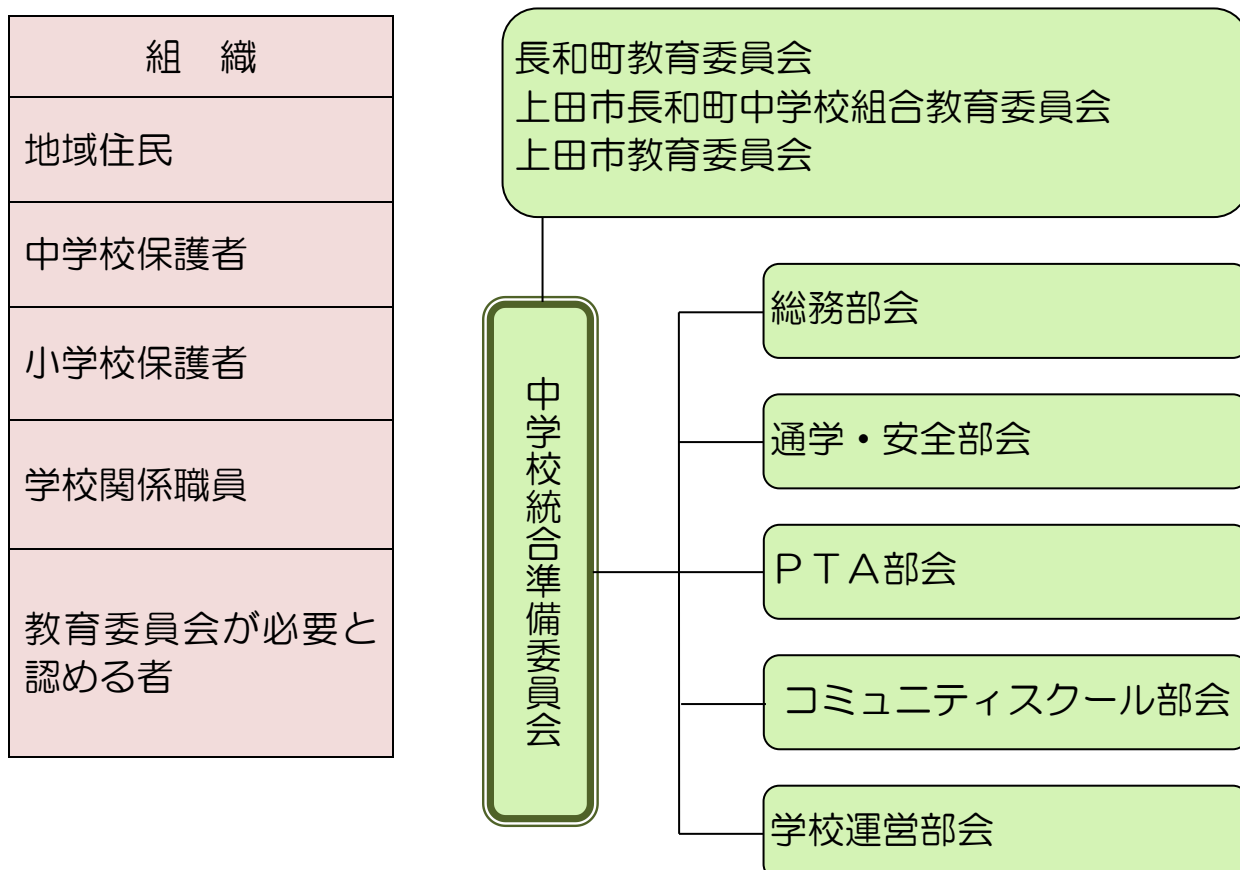 組　織
地域住民
中学校保護者
小学校保護者
学校関係職員
教育委員会が必要と
認める者
長和町教育委員会
上田市長和町中学校組合教育委員会
上田市教育委員会
中学校統合準備委員会
総務部会
通学・安全部会
ＰＴＡ部会
コミュニティスクール部会
学校運営部会